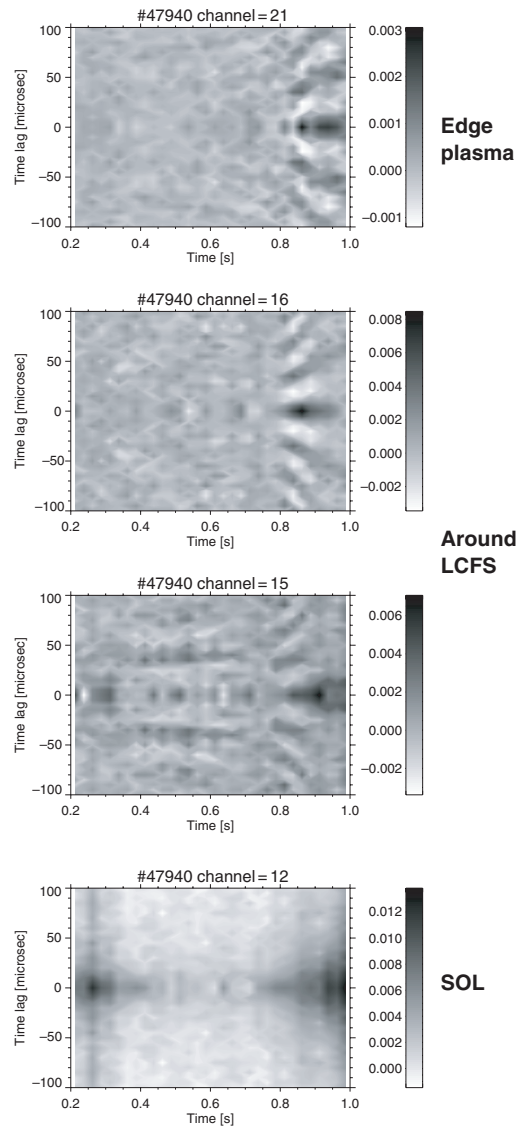 #47940 channel=21
100
50
0
−50
−100
Time lag [microsec]
0.2 0.4 0.6 0.8 1.0
Time [s]
0.003
0.002
0.001
0.000
−0.001
Edge
plasma
#47940 channel=16
100
50
0
−50
−100
Time lag [microsec]
0.2 0.4 0.6 0.8 1.0
Time [s]
0.008
0.006
0.004
0.002
0.000
−0.002
Around
LCFS
#47940 channel=15
100
50
0
−50
−100
Time lag [microsec]
0.2 0.4 0.6 0.8 1.0
Time [s]
0.006
0.004
0.002
0.000
−0.002
#47940 channel=12
100
50
0
−50
−100
Time lag [microsec]
0.2 0.4 0.6 0.8 1.0
Time [s]
0.012
0.010
0.008
0.006
0.004
0.002
0.000
SOL